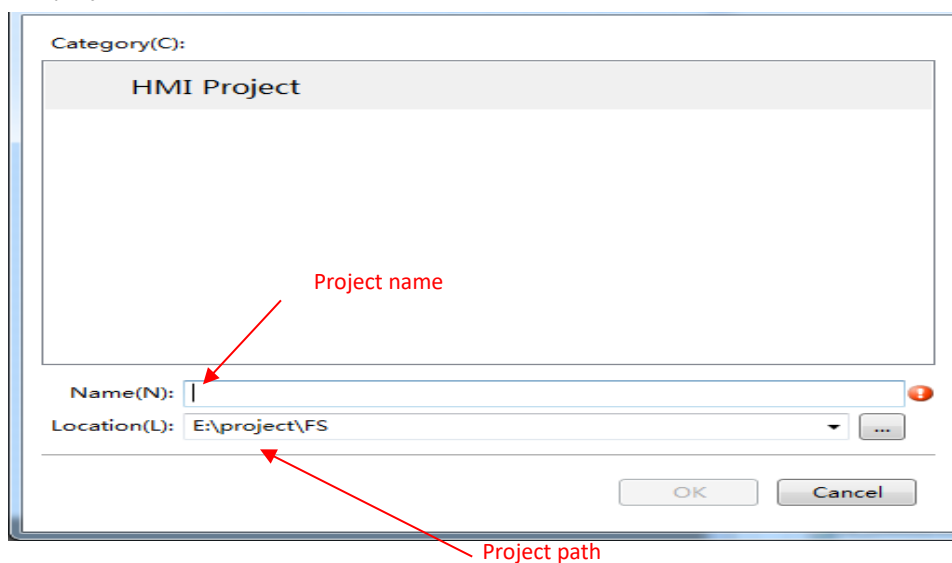 Category(C):
HMI Project
Project name
Name(N):
Location(L): E:\project\FS ...
OK Cancel
Project path